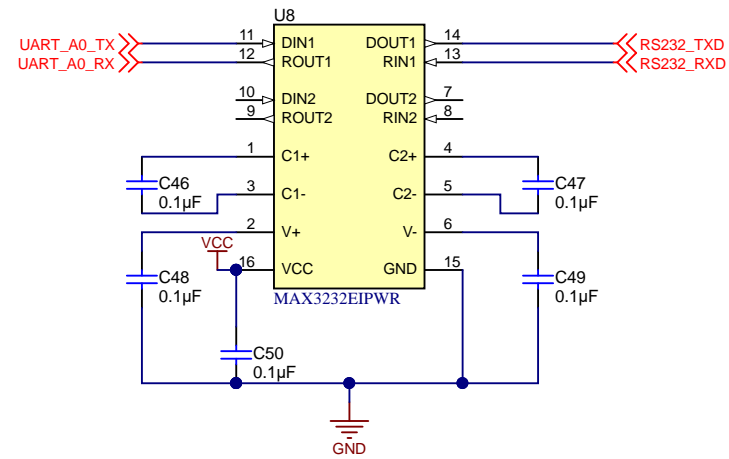 U8
UART_A0_TX 11 DIN1 DOUT1 14 RS232_TXD
UART_A0_RX 12 ROUT1 RIN1 13 RS232_RXD
10 DIN2 DOUT2 7
9 ROUT2 RIN2 8
1 C1+ C2+ 4
C46 C47
3 C1- C2- 5
0.1µF 0.1µF
2 V+ V- 6
VCC
16 VCC GND 15
C48 C49
0.1µF 0.1µF
MAX3232EIPWR
C50
0.1µF
GND